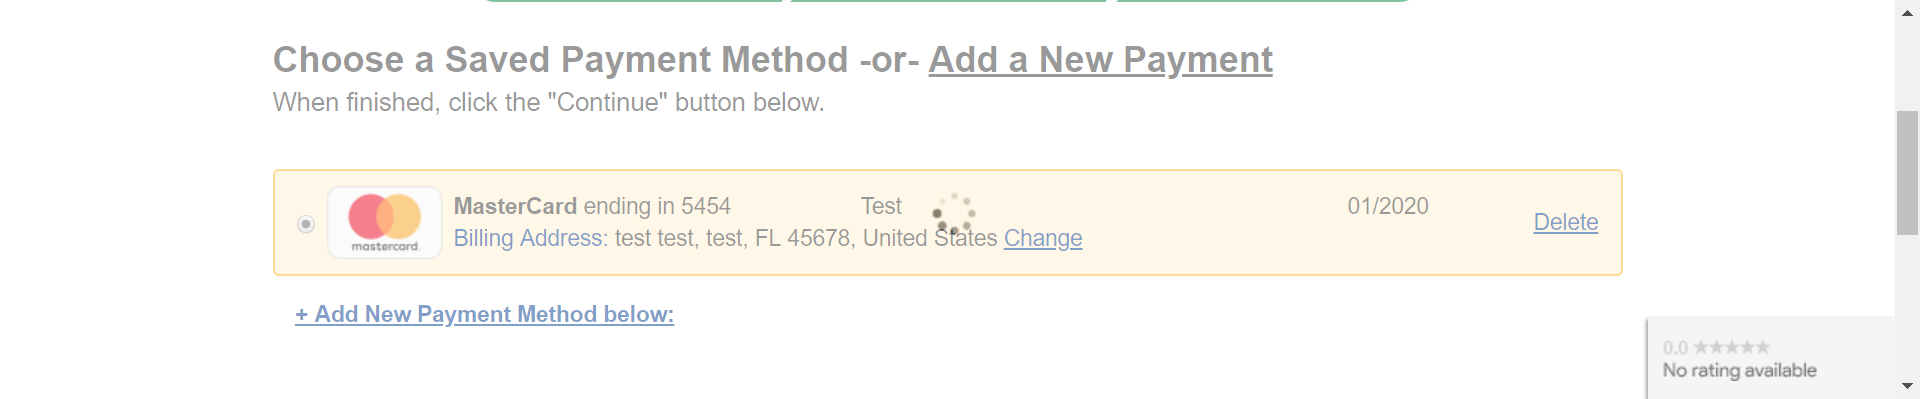 Choose a Saved Payment Method -or- Add a New Payment
When finished, click the "Continue" button below.
mastercard.
MasterCard ending in 5454 Test 01/2020
Billing Address: test test, test, FL 45678, United States Change
Delete
+ Add New Payment Method below:
0.0
No rating available